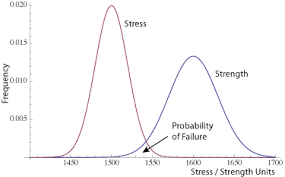 0.020
Stress
0.015
Strength
0.010
Frequency
0.005
Probability
of Failure
1450 1500 1550 1600 1650 1700
Stress / Strength Units